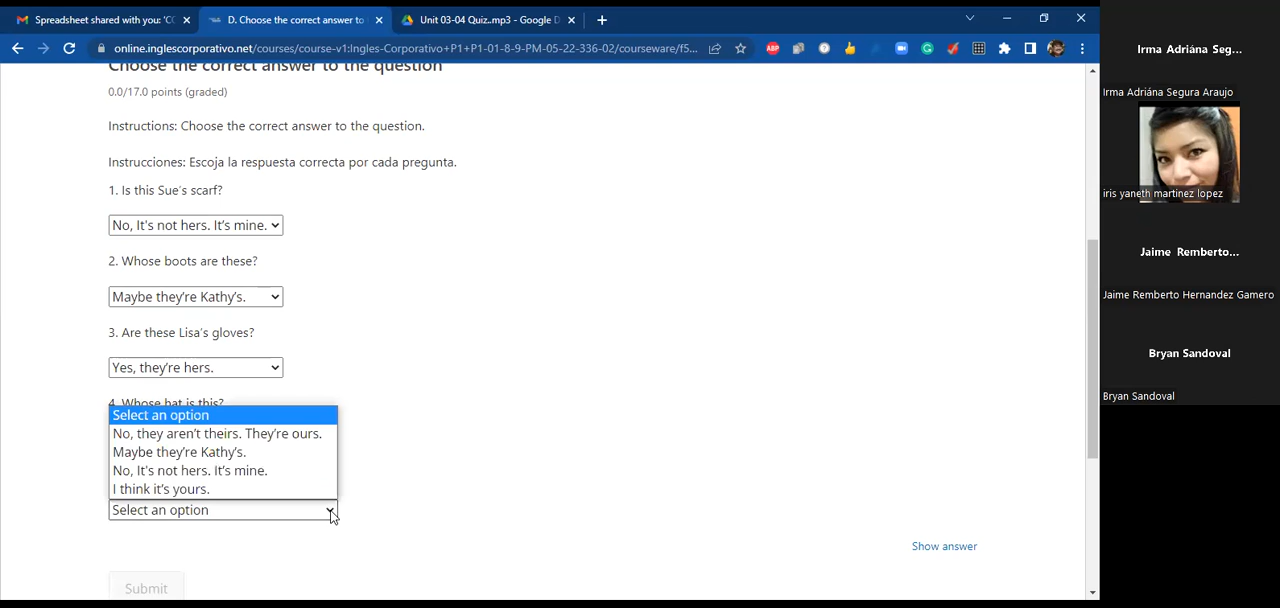 Spreadsheet shared with you: 'CC
D. Choose the correct answer to
Unit 03-04 Quiz..mp3 - Google D
online.inglescorporativo.net/courses/course-v1:Ingles-Corporativo+P1+P1-01-8-9-PM-05-22-336-02/courseware/f5...
ABP
Choose the correct answer to the question
0.0/17.0 points (graded)
Instructions: Choose the correct answer to the question.
Instrucciones: Escoja la respuesta correcta por cada pregunta.
1. Is this Sue´s scarf?
No, It's not hers. It’s mine.
2. Whose boots are these?
Maybe they’re Kathy’s.
3. Are these Lisa´s gloves?
Yes, they’re hers.
4. Whose hat is this?
Select an option
No, they aren’t theirs. They’re ours.
Maybe they’re Kathy’s.
No, It's not hers. It’s mine.
I think it’s yours.
Select an option
Show answer
Submit
Irma Adriána Seg...
Irma Adriána Segura Araujo
iris yaneth martinez lopez
Jaime Remberto...
Jaime Remberto Hernandez Gamero
Bryan Sandoval
Bryan Sandoval